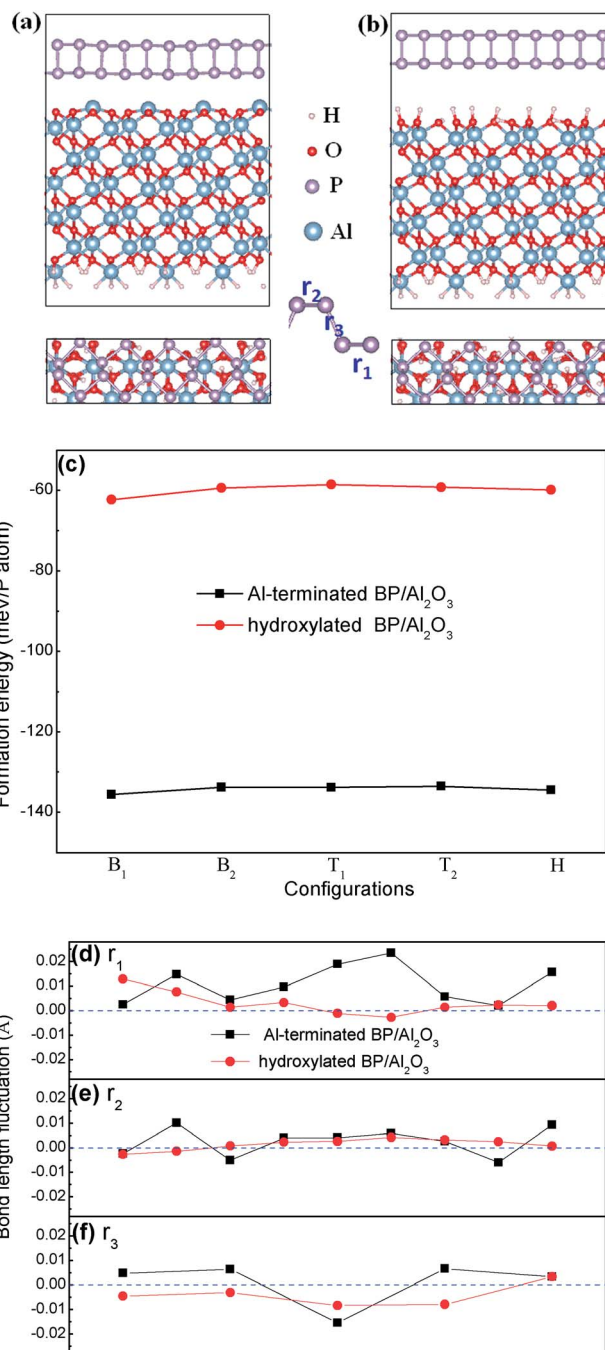 (a)
(b)
H
O
P
Al
r₂
r₃
r₁
(c)
-60
-80
-100
-120
-140
Formation energy (meV/P atom)
Al-terminated BP/Al₂O₃
hydroxylated BP/Al₂O₃
B₁ B₂ T₁ T₂ H
Configurations
Bond length fluctuation (Å)
(d) r₁
0.02
0.01
0.00
-0.01
-0.02
Al-terminated BP/Al₂O₃
hydroxylated BP/Al₂O₃
(e) r₂
0.02
0.01
0.00
-0.01
-0.02
(f) r₃
0.02
0.01
0.00
-0.01
-0.02